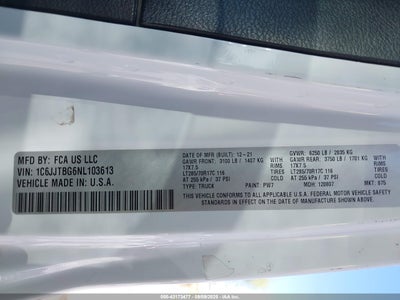 MFD BY: FCA US LLC
VIN: 1C6JJTBG6NL103613
VEHICLE MADE IN: U.S.A.
DATE OF MFR (BUILT): 12-21
GAWR FRONT: 3100 LB / 1407 KG WITH
17X7.5 RIMS
LT285/70R17C 116 TIRES
AT 255 kPa / 37 PSI
TYPE: TRUCK PAINT: PW7
GVWR: 6250 LB / 2835 KG
GAWR REAR: 3750 LB / 1701 KG WITH
17X7.5 RIMS
LT285/70R17C 116 TIRES
AT 255 kPa / 37 PSI
MDH: 120807 MKT: 675
THIS VEHICLE CONFORMS TO ALL APPLICABLE U.S.A. FEDERAL MOTOR VEHICLE SAFETY
STANDARDS IN EFFECT ON THE DATE OF MANUFACTURE SHOWN ABOVE